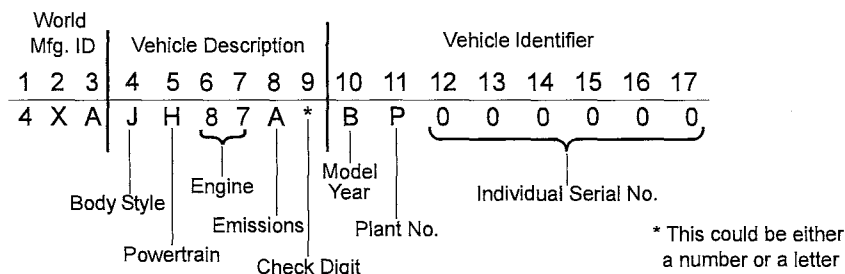 World
Mfg. ID
Vehicle Description
Vehicle Identifier
1 2 3 4 5 6 7 8 9 10 11 12 13 14 15 16 17
4 X A J H 8 7 A * B P 0 0 0 0 0 0
Body Style
Powertrain
Engine
Emissions
Check Digit
Model
Year
Plant No.
Individual Serial No.
* This could be either
a number or a letter